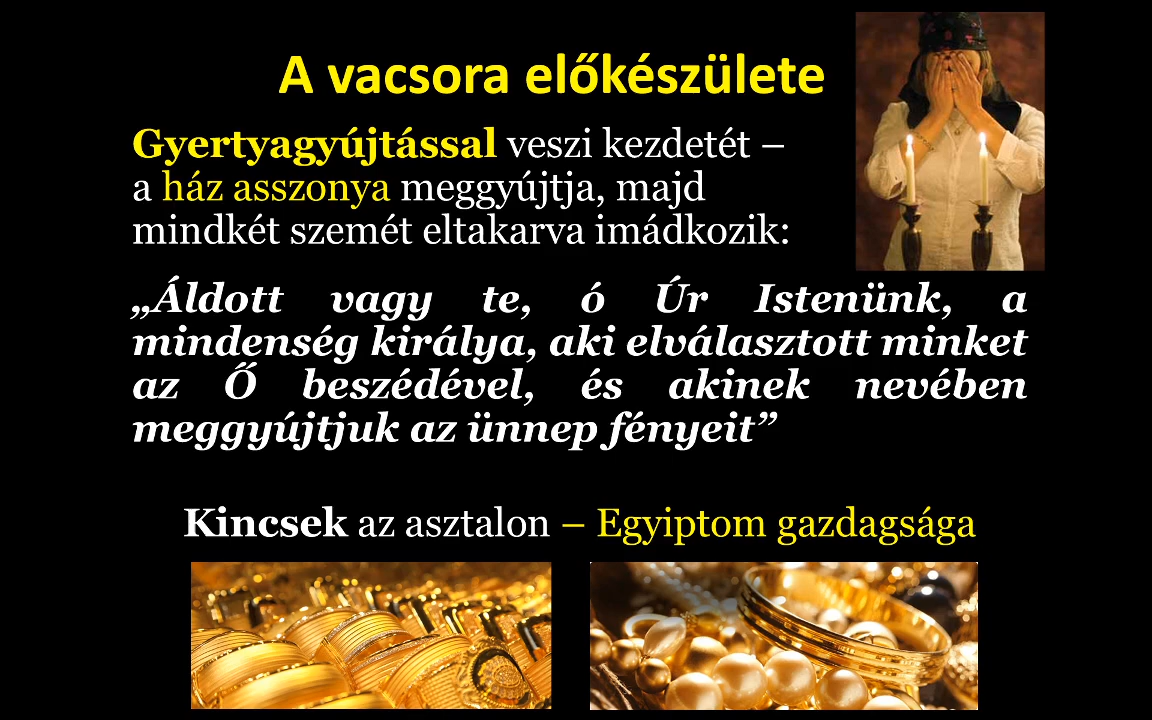 A vacsora előkészülete
Gyertyagyújtással veszi kezdetét –
a ház asszonya meggyújtja, majd
mindkét szemét eltakarva imádkozik:
„Áldott vagy te, ó Úr Istenünk, a
mindenség királya, aki elválasztott minket
az Ő beszédével, és akinek nevében
meggyújtjuk az ünnep fényeit”
Kincsek az asztalon – Egyiptom gazdagsága